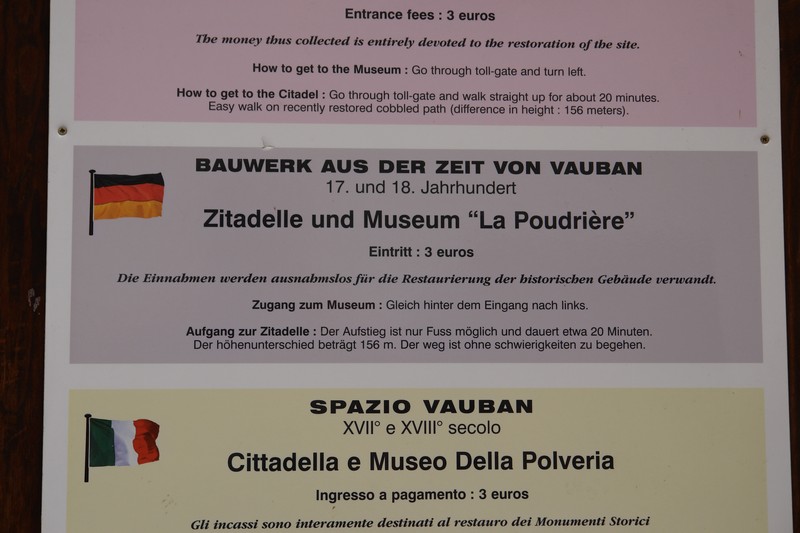 Entrance fees : 3 euros
The money thus collected is entirely devoted to the restoration of the site.
How to get to the Museum : Go through toll-gate and turn left.
How to get to the Citadel : Go through toll-gate and walk straight up for about 20 minutes.
Easy walk on recently restored cobbled path (difference in height : 156 meters).
BAUWERK AUS DER ZEIT VON VAUBAN
17. und 18. Jahrhundert
Zitadelle und Museum “La Poudrière”
Eintritt : 3 euros
Die Einnahmen werden ausnahmslos für die Restaurierung der historischen Gebäude verwandt.
Zugang zum Museum : Gleich hinter dem Eingang nach links.
Aufgang zur Zitadelle : Der Aufstieg ist nur Fuss möglich und dauert etwa 20 Minuten.
Der höhenunterschied beträgt 156 m. Der weg ist ohne schwierigkeiten zu begehen.
SPAZIO VAUBAN
XVII° e XVIII° secolo
Cittadella e Museo Della Polveria
Ingresso a pagamento : 3 euros
Gli incassi sono interamente destinati al restauro dei Monumenti Storici